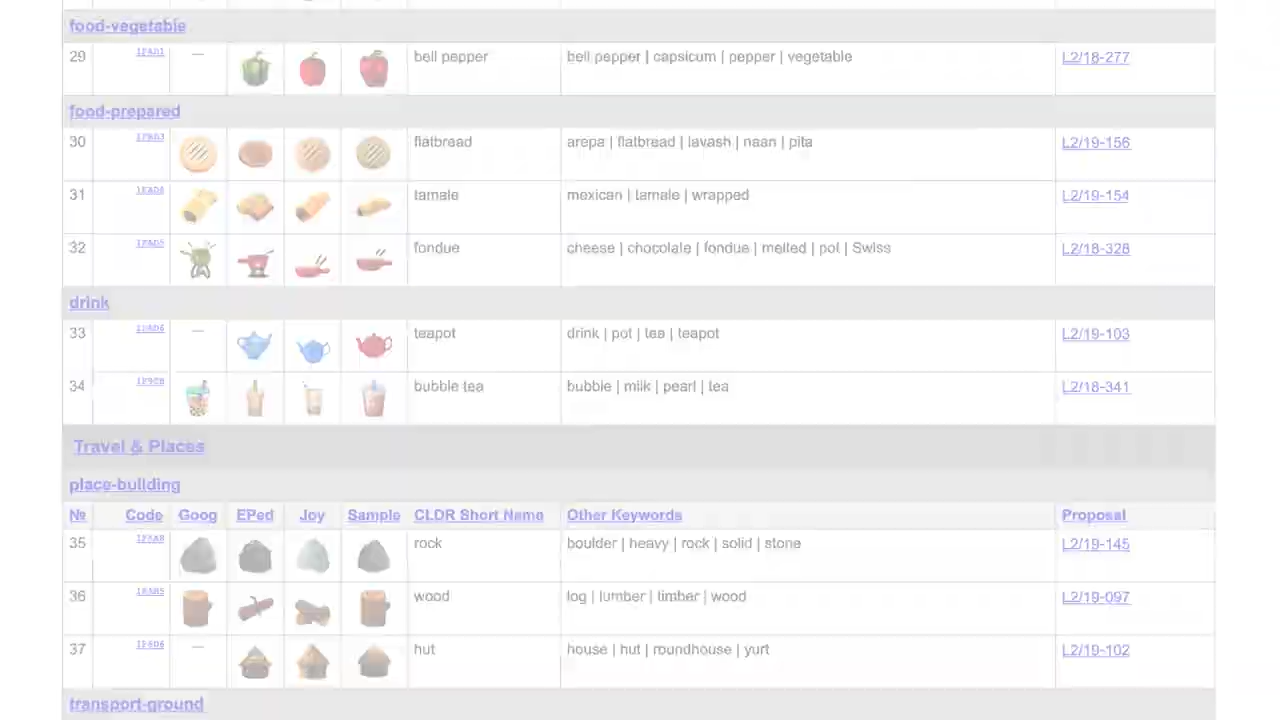 food-vegetable
29 — bell pepper bell pepper | capsicum | pepper | vegetable L2/18-277
food-prepared
30 flatbread arepa | flatbread | lavash | naan | pita L2/19-156
31 tamale mexican | tamale | wrapped L2/19-154
32 fondue cheese | chocolate | fondue | melted | pot | Swiss L2/18-328
drink
33 — teapot drink | pot | tea | teapot L2/19-103
34 bubble tea bubble | milk | pearl | tea L2/18-341
Travel & Places
place-building
№ Code Goog EPed Joy Sample CLDR Short Name Other Keywords Proposal
35 rock boulder | heavy | rock | solid | stone L2/19-145
36 wood log | lumber | timber | wood L2/19-097
37 — hut house | hut | roundhouse | yurt L2/19-102
transport-ground